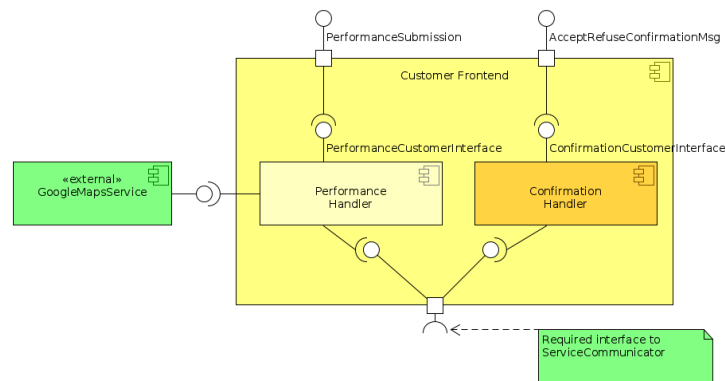 PerformanceSubmission
AcceptRefuseConfirmationMsg
Customer Frontend
PerformanceCustomerInterface
ConfirmationCustomerInterface
«external»
GoogleMapsService
Performance
Handler
Confirmation
Handler
Required interface to
ServiceCommunicator